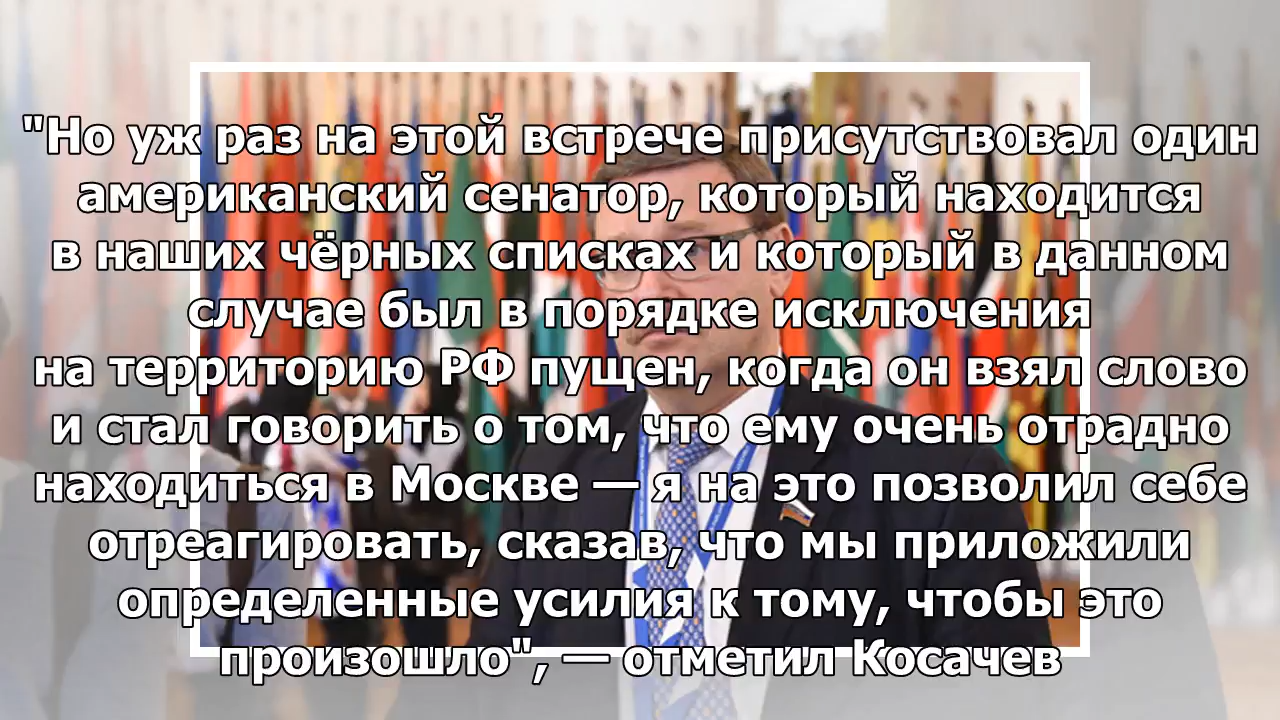 "Но уж раз на этой встрече присутствовал один
американский сенатор, который находится
в наших чёрных списках и который в данном
случае был в порядке исключения
на территорию РФ пущен, когда он взял слово
и стал говорить о том, что ему очень отрадно
находиться в Москве — я на это позволил себе
отреагировать, сказав, что мы приложили
определенные усилия к тому, чтобы это
произошло", — отметил Косачев